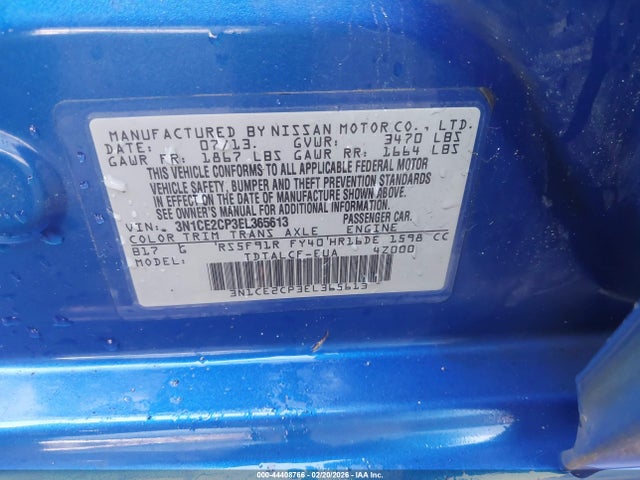 MANUFACTURED BY NISSAN MOTOR CO., LTD.
DATE: 07/13. GVWR: 3470 LBS
GAWR FR: 1867 LBS GAWR RR: 1664 LBS
THIS VEHICLE CONFORMS TO ALL APPLICABLE FEDERAL MOTOR
VEHICLE SAFETY, BUMPER AND THEFT PREVENTION STANDARDS
IN EFFECT ON THE DATE OF MANUFACTURE SHOWN ABOVE.
SEE OWNER'S MANUAL FOR ADDITIONAL INFORMATION.
VIN: 3N1CE2CP3EL365613 PASSENGER CAR.
COLOR TRIM TRANS AXLE ENGINE
B17 G RS5F91R FY40 HR16DE 1598 CC
MODEL: TDTALCF-EUA 4Z000
3N1CE2CP3EL365613
000-44408766 - 02/20/2026 - IAAI.COM